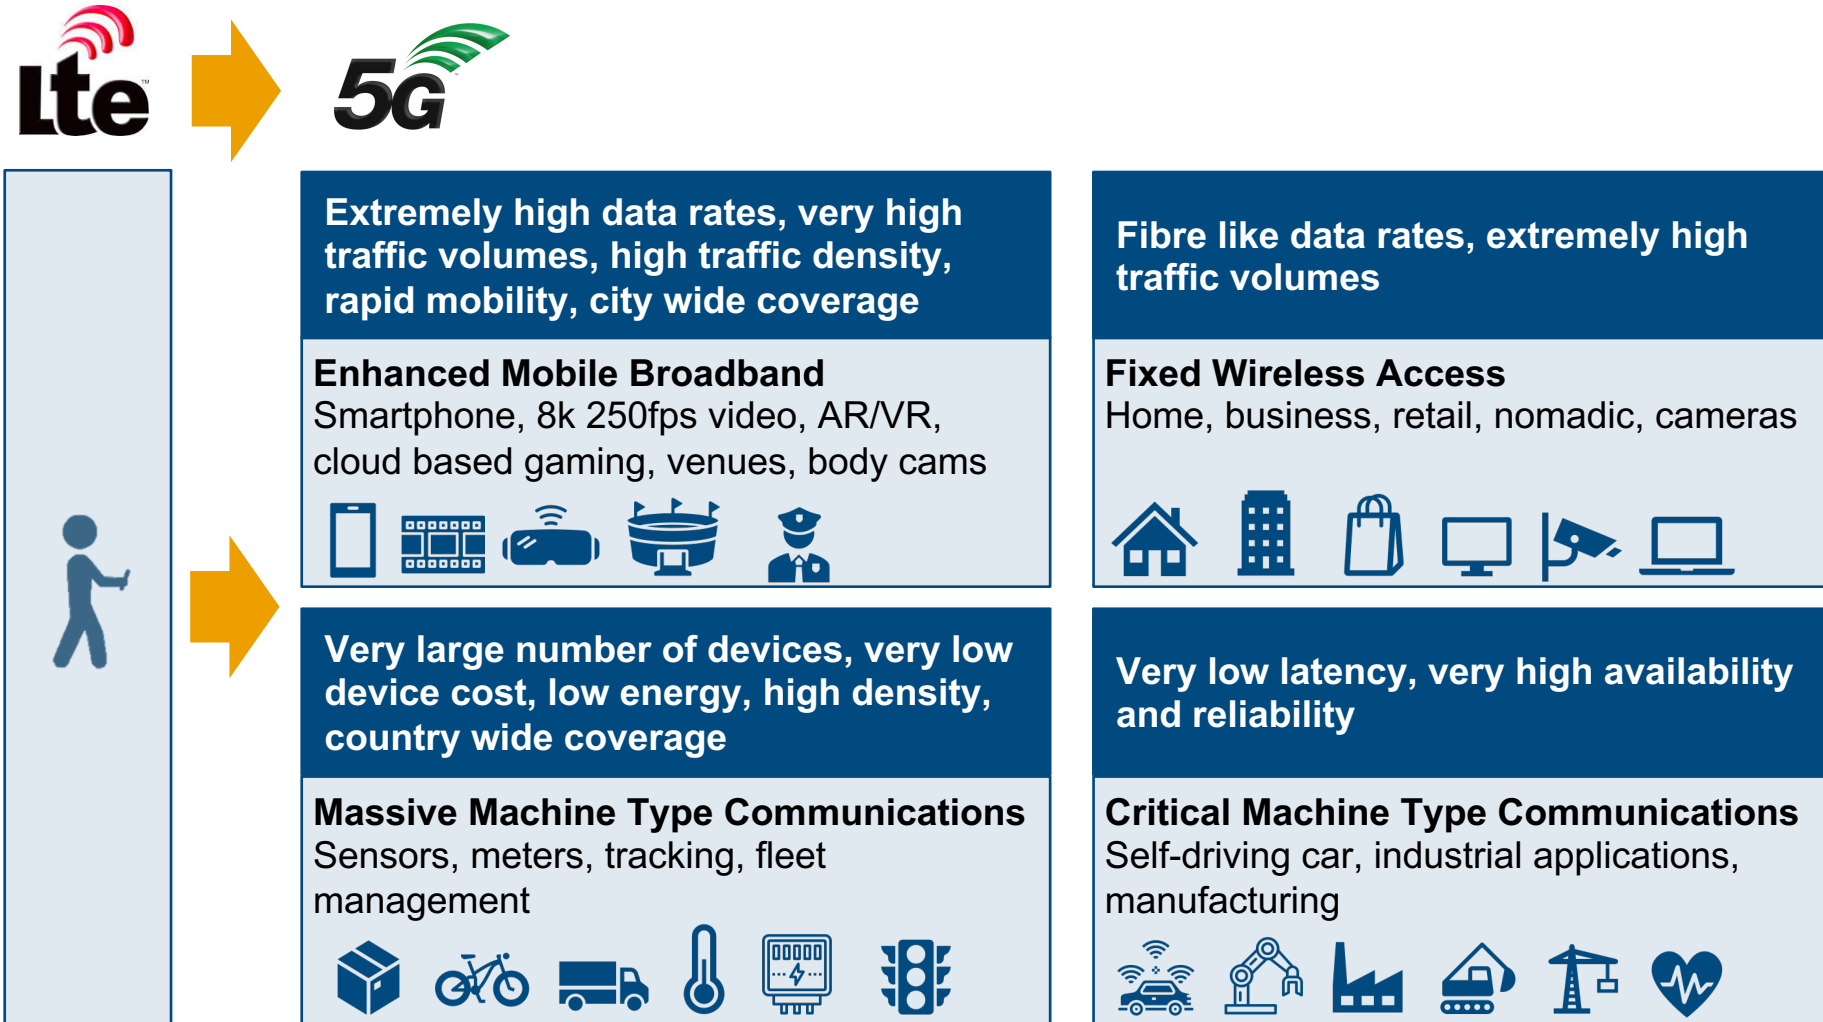 Lte™
5G
Extremely high data rates, very high
traffic volumes, high traffic density,
rapid mobility, city wide coverage
Enhanced Mobile Broadband
Smartphone, 8k 250fps video, AR/VR,
cloud based gaming, venues, body cams
Fibre like data rates, extremely high
traffic volumes
Fixed Wireless Access
Home, business, retail, nomadic, cameras
Very large number of devices, very low
device cost, low energy, high density,
country wide coverage
Massive Machine Type Communications
Sensors, meters, tracking, fleet
management
Very low latency, very high availability
and reliability
Critical Machine Type Communications
Self-driving car, industrial applications,
manufacturing